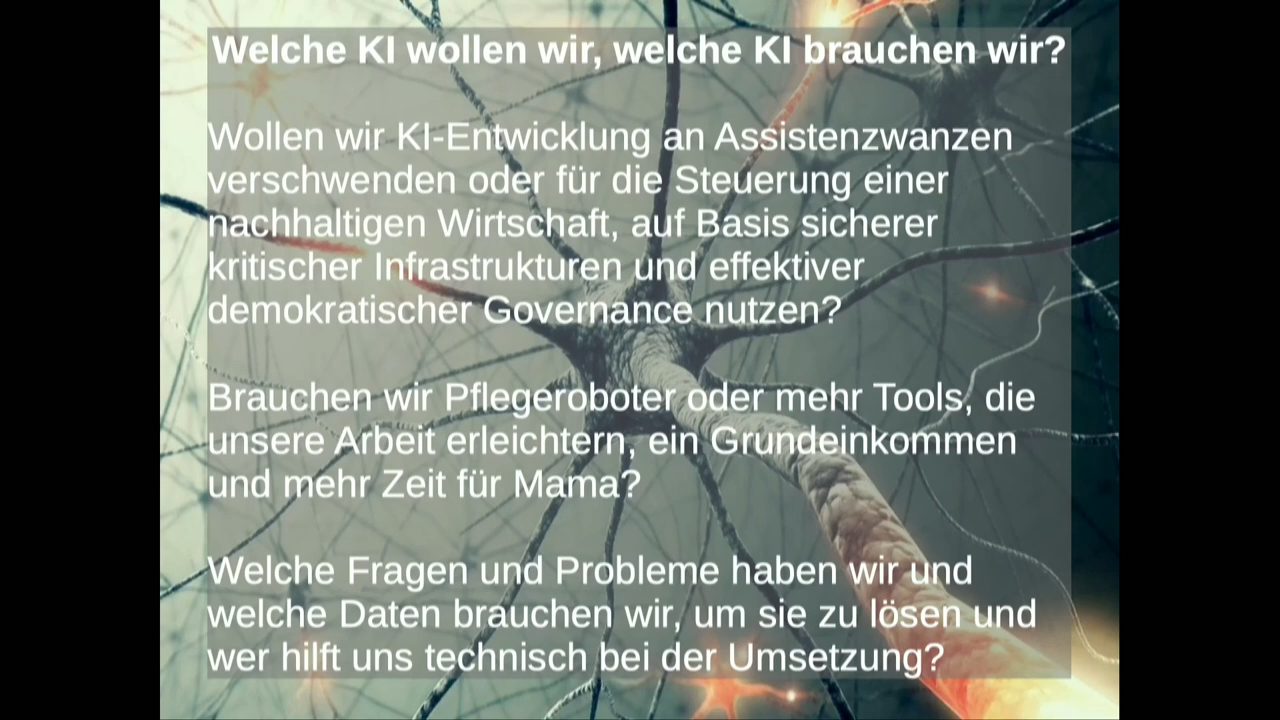 Welche KI wollen wir, welche KI brauchen wir?
Wollen wir KI-Entwicklung an Assistenzwanzen
verschwenden oder für die Steuerung einer
nachhaltigen Wirtschaft, auf Basis sicherer
kritischer Infrastrukturen und effektiver
demokratischer Governance nutzen?
Brauchen wir Pflegeroboter oder mehr Tools, die
unsere Arbeit erleichtern, ein Grundeinkommen
und mehr Zeit für Mama?
Welche Fragen und Probleme haben wir und
welche Daten brauchen wir, um sie zu lösen und
wer hilft uns technisch bei der Umsetzung?